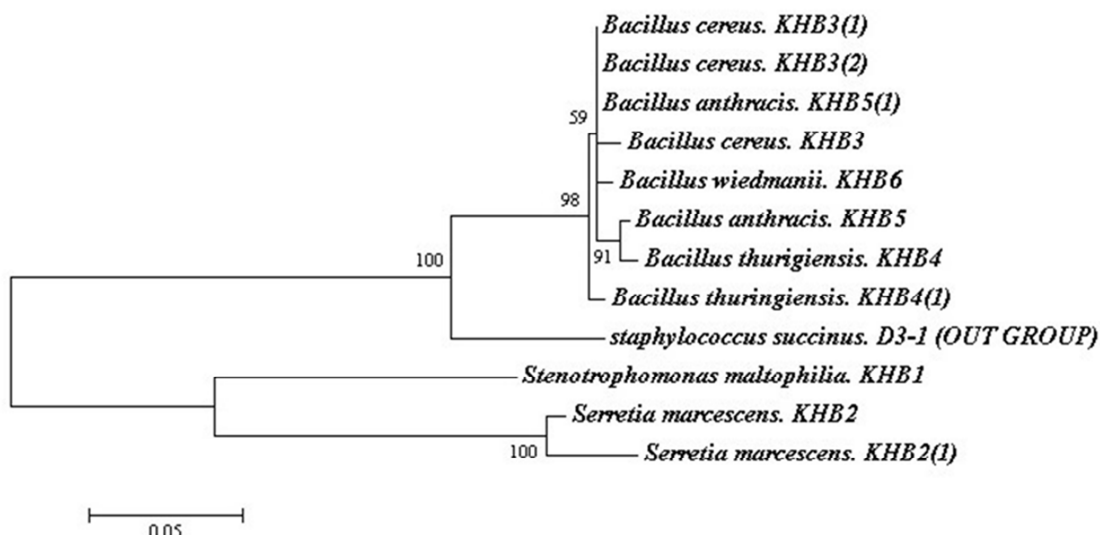 Bacillus cereus. KHB3(1)
Bacillus cereus. KHB3(2)
Bacillus anthracis. KHB5(1)
59
Bacillus cereus. KHB3
Bacillus wiedmanii. KHB6
98
Bacillus anthracis. KHB5
91
Bacillus thurigiensis. KHB4
100
Bacillus thuringiensis. KHB4(1)
staphylococcus succinus. D3-1 (OUT GROUP)
Stenotrophomonas maltophilia. KHB1
Serretia marcescens. KHB2
100
Serretia marcescens. KHB2(1)
0.05